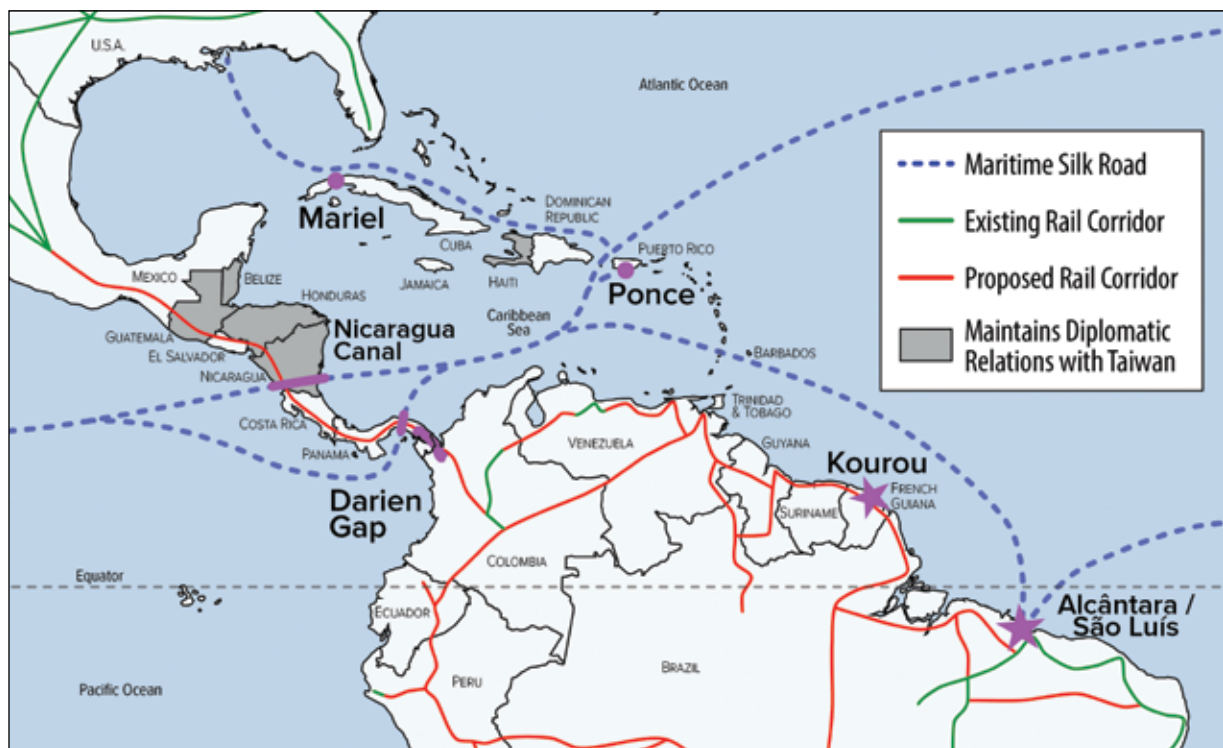 U.S.A.
Atlantic Ocean
Maritime Silk Road
Existing Rail Corridor
Proposed Rail Corridor
Maintains Diplomatic
Relations with Taiwan
Mariel
DOMINICAN
REPUBLIC
CUBA
PUERTO RICO
MEXICO
BELIZE
JAMAICA
HAITI
Ponce
HONDURAS
Caribbean
Sea
Nicaragua
Canal
GUATEMALA
EL SALVADOR
BARBADOS
NICARAGUA
TRINIDAD
& TOBAGO
COSTA RICA
VENEZUELA
GUYANA
PANAMA
Kourou
Darien
Gap
FRENCH
GUIANA
SURINAME
COLOMBIA
Equator
ECUADOR
Alcântara /
São Luís
BRAZIL
PERU
Pacific Ocean